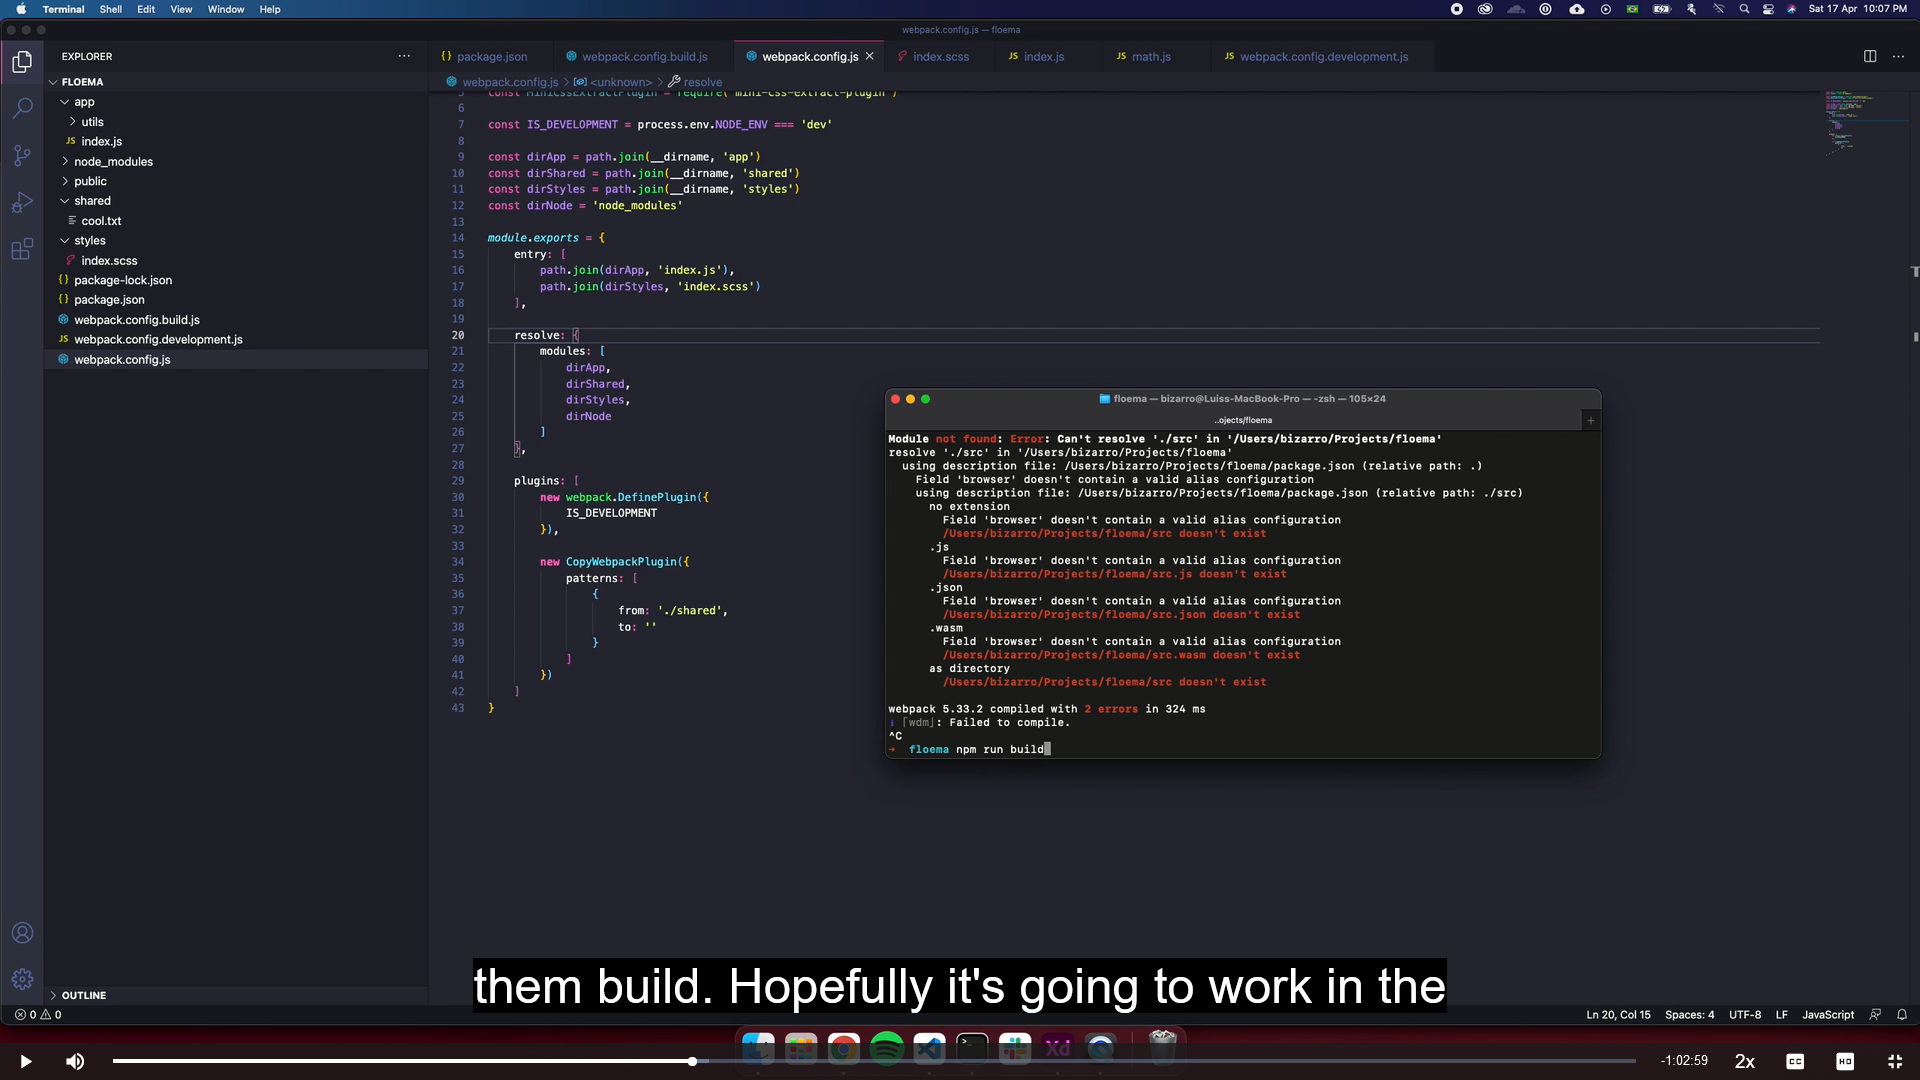 Terminal Shell Edit View Window Help
Sat 17 Apr 10:07 PM
webpack.config.js — floema
EXPLORER
package.json
webpack.config.build.js
webpack.config.js
index.scss
JS index.js
JS math.js
JS webpack.config.development.js
FLOEMA
webpack.config.js > <unknown> > resolve
app
utils
JS index.js
node_modules
public
shared
cool.txt
styles
index.scss
package-lock.json
package.json
webpack.config.build.js
JS webpack.config.development.js
webpack.config.js
5 const MiniCssExtractPlugin = require('mini-css-extract-plugin')
6
7 const IS_DEVELOPMENT = process.env.NODE_ENV === 'dev'
8
9 const dirApp = path.join(__dirname, 'app')
10 const dirShared = path.join(__dirname, 'shared')
11 const dirStyles = path.join(__dirname, 'styles')
12 const dirNode = 'node_modules'
13
14 module.exports = {
15 entry: [
16 path.join(dirApp, 'index.js'),
17 path.join(dirStyles, 'index.scss')
18 ],
19
20 resolve: {
21 modules: [
22 dirApp,
23 dirShared,
24 dirStyles,
25 dirNode
26 ]
27 },
28
29 plugins: [
30 new webpack.DefinePlugin({
31 IS_DEVELOPMENT
32 }),
33
34 new CopyWebpackPlugin({
35 patterns: [
36 {
37 from: './shared',
38 to: ''
39 }
40 ]
41 })
42 ]
43 }
floema — bizarro@Luiss-MacBook-Pro — -zsh — 105×24
..ojects/floema
Module not found: Error: Can't resolve './src' in '/Users/bizarro/Projects/floema'
resolve './src' in '/Users/bizarro/Projects/floema'
using description file: /Users/bizarro/Projects/floema/package.json (relative path: .)
Field 'browser' doesn't contain a valid alias configuration
using description file: /Users/bizarro/Projects/floema/package.json (relative path: ./src)
no extension
Field 'browser' doesn't contain a valid alias configuration
/Users/bizarro/Projects/floema/src doesn't exist
.js
Field 'browser' doesn't contain a valid alias configuration
/Users/bizarro/Projects/floema/src.js doesn't exist
.json
Field 'browser' doesn't contain a valid alias configuration
/Users/bizarro/Projects/floema/src.json doesn't exist
.wasm
Field 'browser' doesn't contain a valid alias configuration
/Users/bizarro/Projects/floema/src.wasm doesn't exist
as directory
/Users/bizarro/Projects/floema/src doesn't exist
webpack 5.33.2 compiled with 2 errors in 324 ms
i ｢wdm｣: Failed to compile.
^C
→ floema npm run build
them build. Hopefully it's going to work in the
OUTLINE
0 0
Ln 20, Col 15 Spaces: 4 UTF-8 LF JavaScript
Xd
-1:02:59 2x CC HD